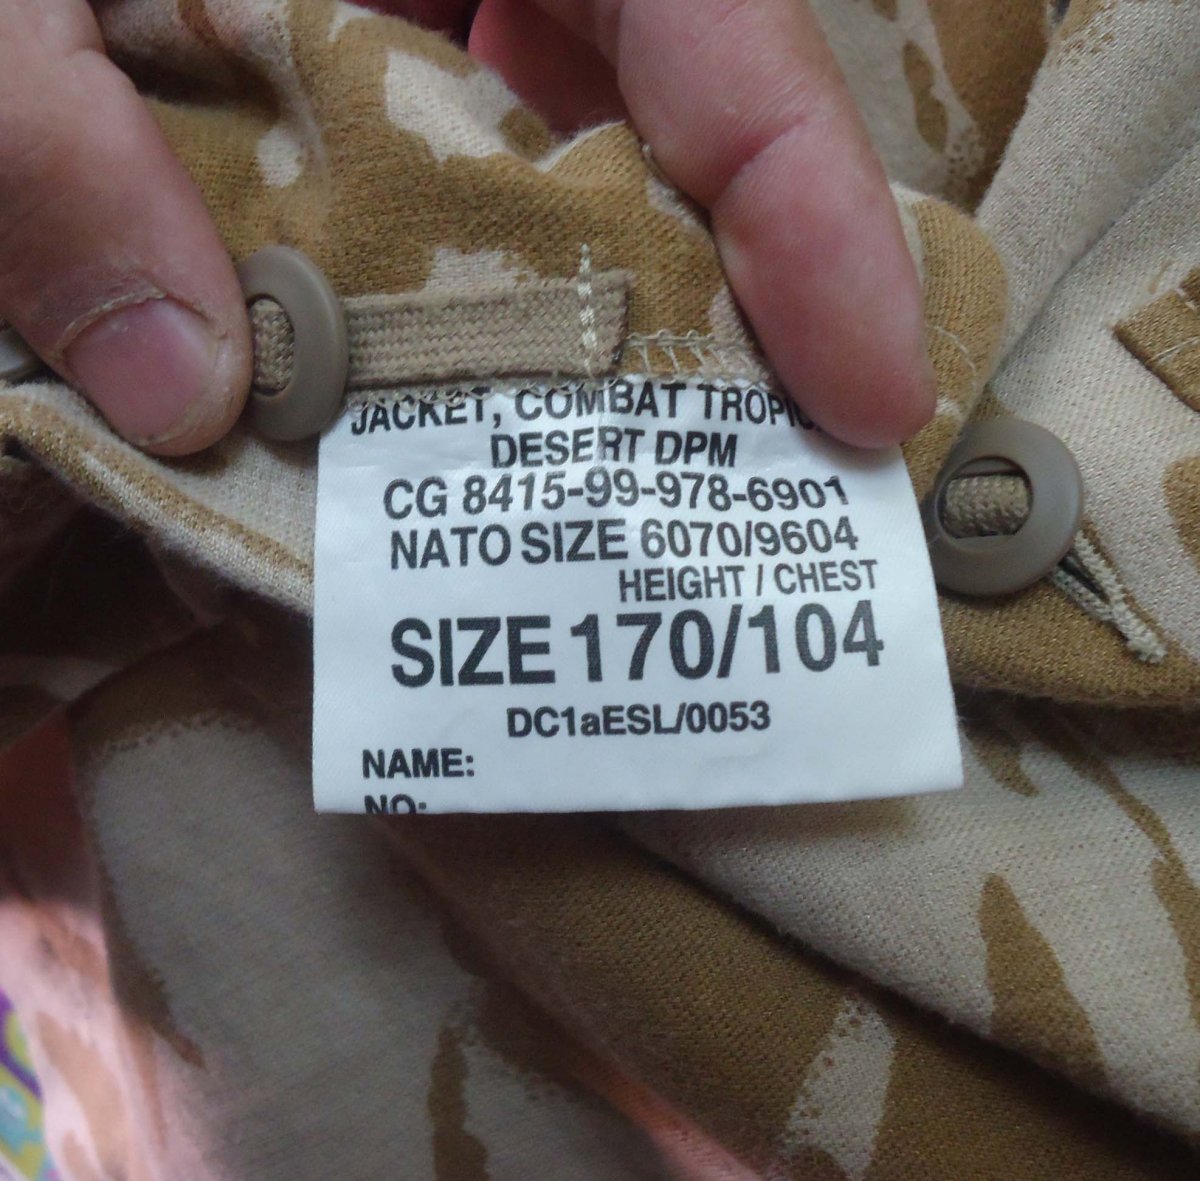 JACKET, COMBAT
DESERT DPM
CG 8415-99-978-6901
NATO SIZE 6070/9604
HEIGHT / CHEST
SIZE 170/104
DC1aESL/0053
NAME:
NO: